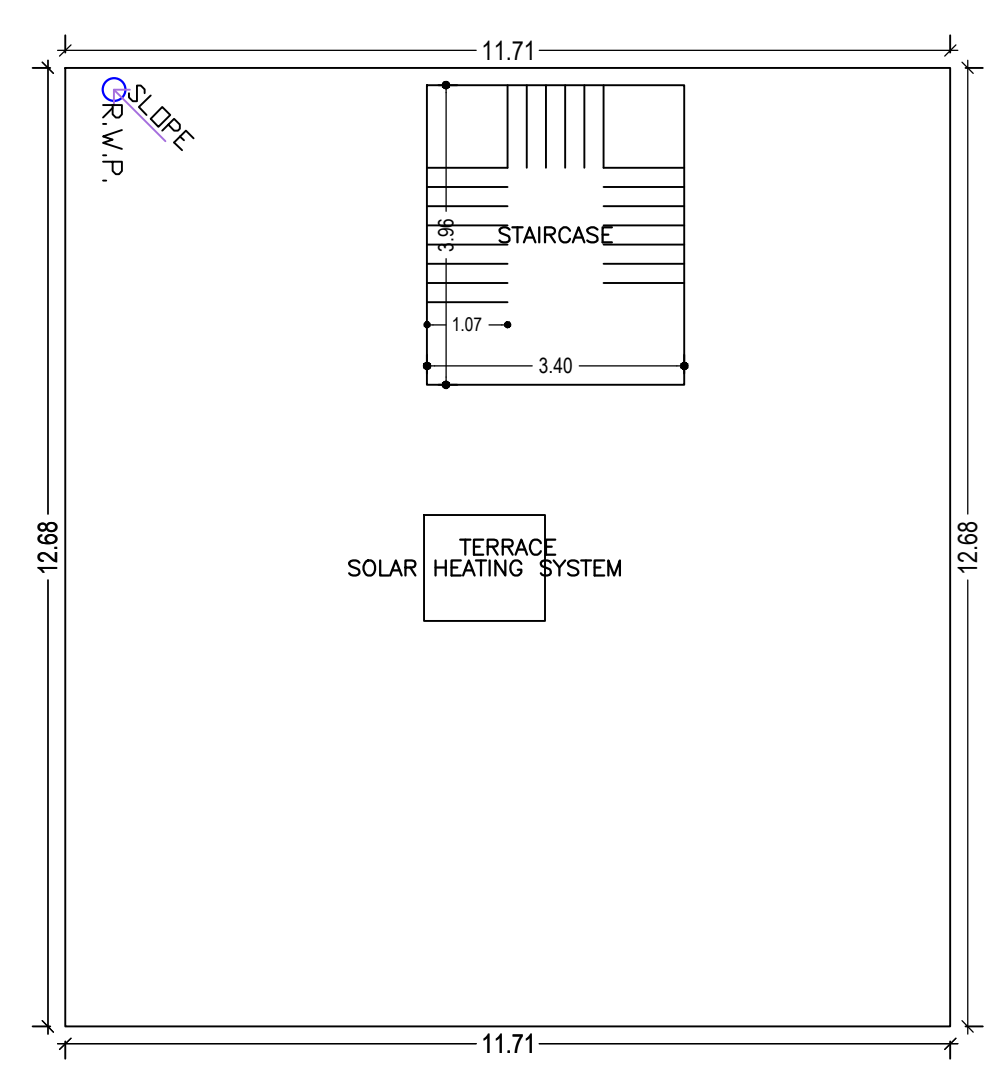 11.71
SLOPE
R.W.P.
3.96
STAIRCASE
1.07
3.40
12.68
12.68
TERRACE
SOLAR HEATING SYSTEM
11.71